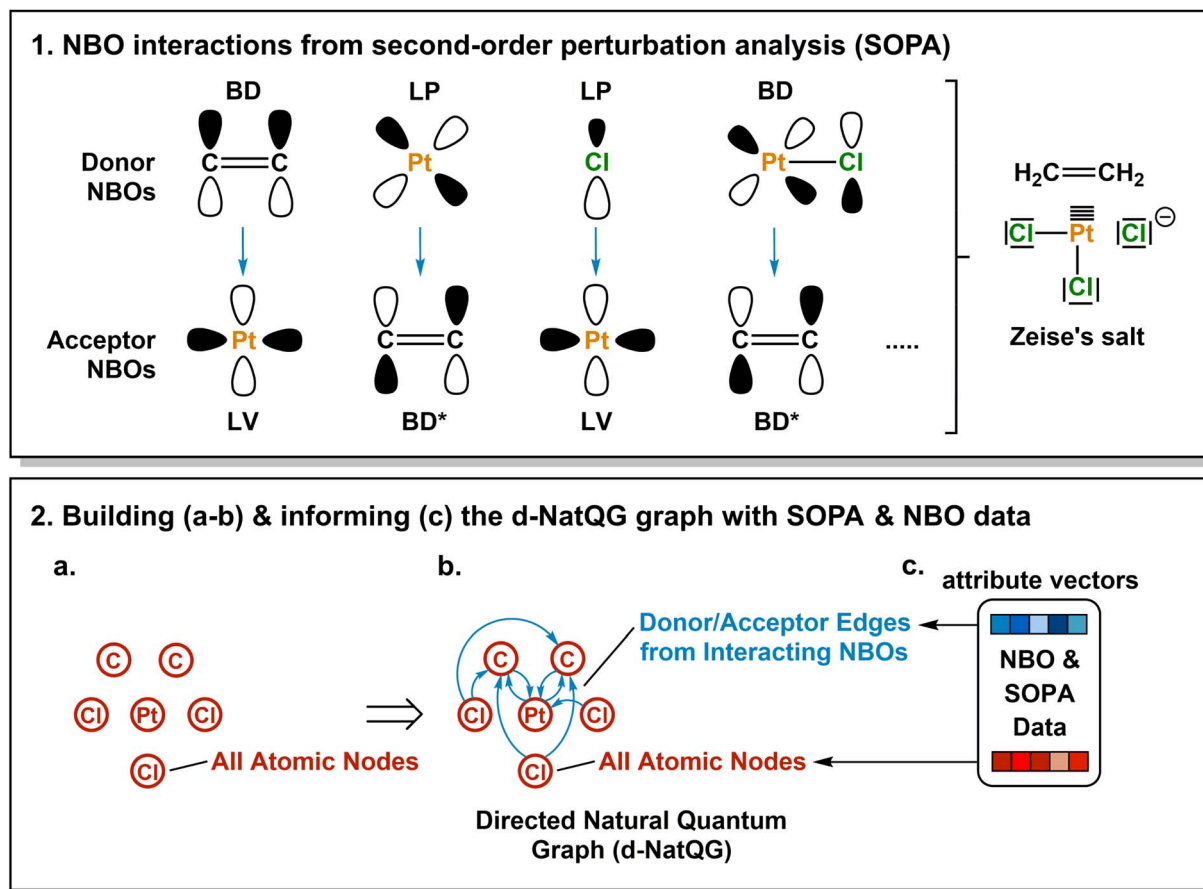 1. NBO interactions from second-order perturbation analysis (SOPA)
BD LP LP BD
Donor
NBOs
C C Pt Cl Pt Cl
Acceptor
NBOs
Pt C C Pt C C .....
LV BD* LV BD*
H₂C CH₂
|Cl| Pt |Cl| ⊖
|Cl|
Zeise's salt
2. Building (a-b) & informing (c) the d-NatQG graph with SOPA & NBO data
a.
C C
Cl Pt Cl
Cl All Atomic Nodes
b.
Donor/Acceptor Edges
from Interacting NBOs
C C
Cl Pt Cl
Cl All Atomic Nodes
Directed Natural Quantum
Graph (d-NatQG)
c.
attribute vectors
NBO &
SOPA
Data